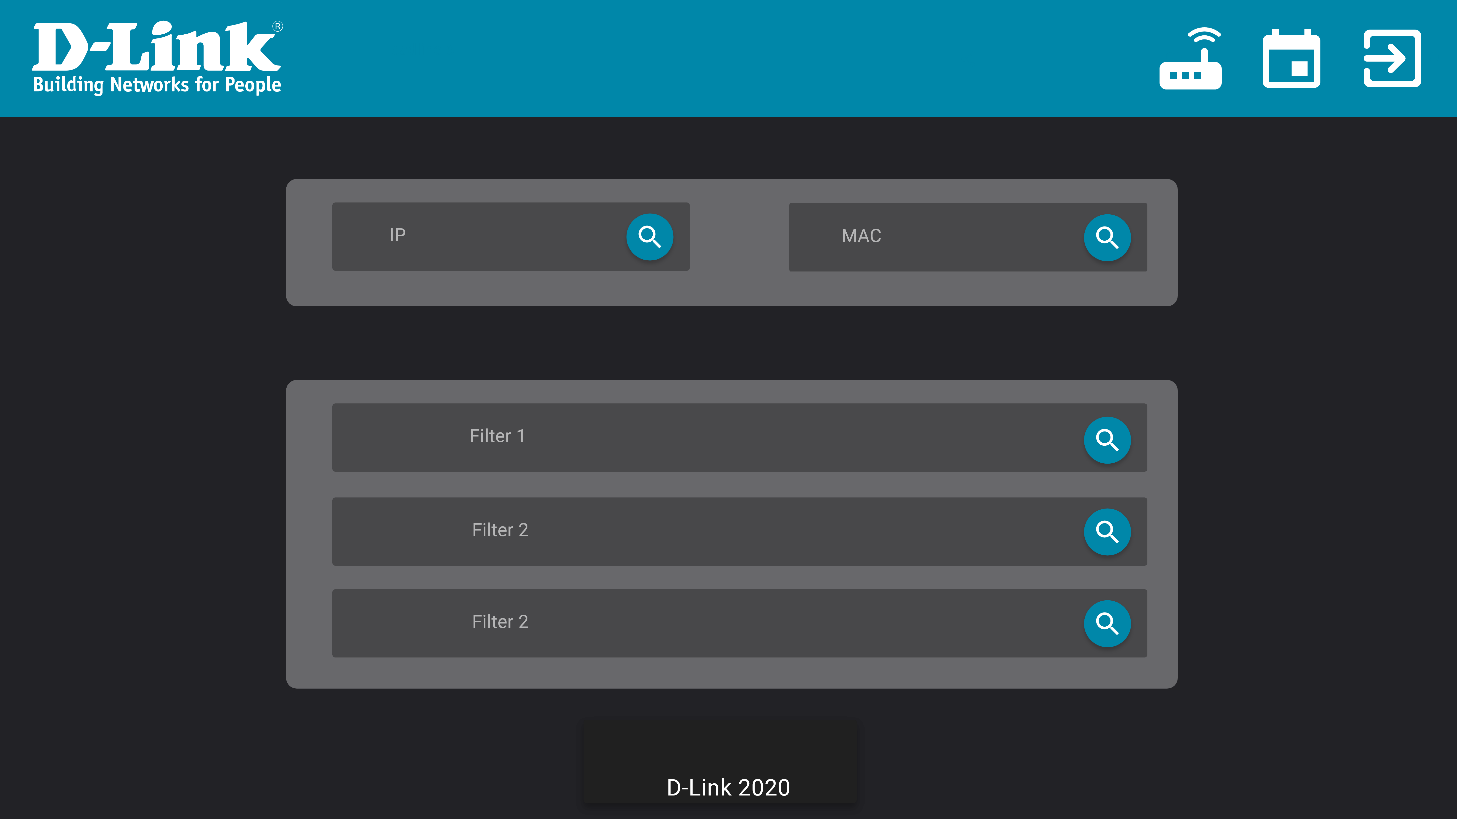 D-Link®
Building Networks for People
IP
MAC
Filter 1
Filter 2
Filter 2
D-Link 2020